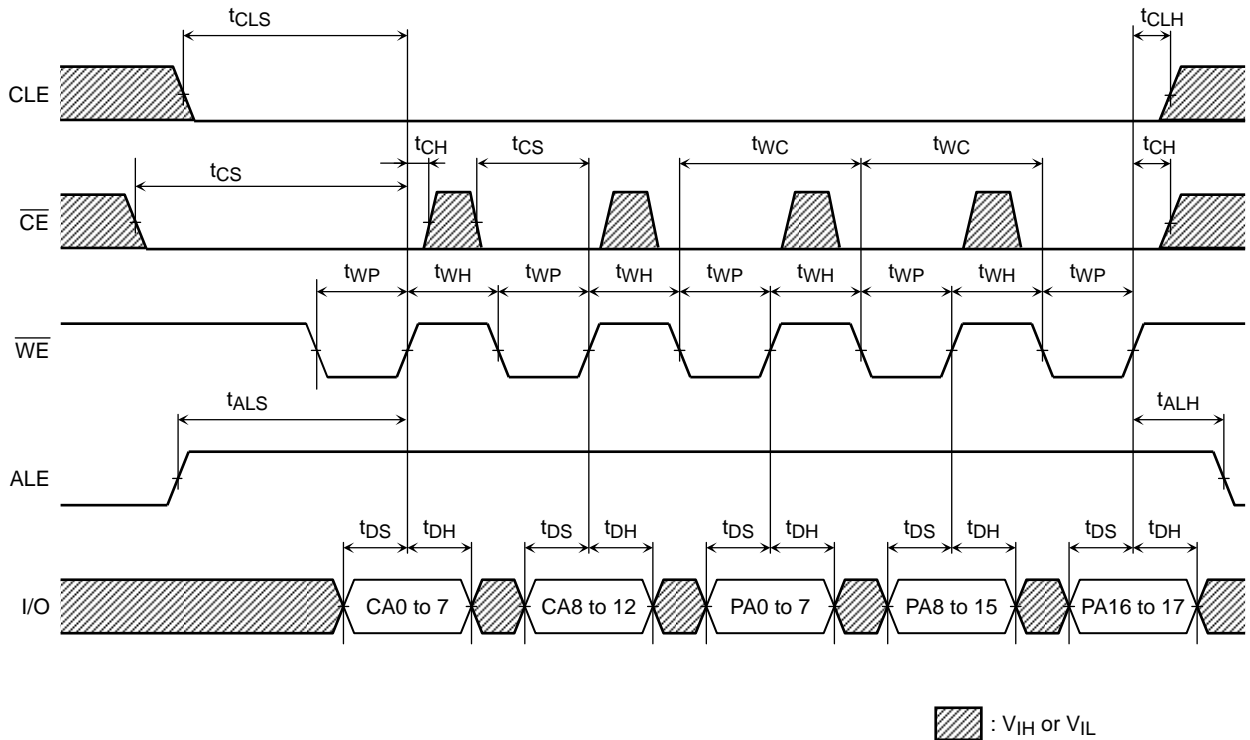 tCLS
tCLH
CLE
tCH
tCS
tWC
tWC
tCH
tCS
CE
tWP
tWH
tWP
tWH
tWP
tWH
tWP
tWH
tWP
WE
tALS
tALH
ALE
tDS
tDH
tDS
tDH
tDS
tDH
tDS
tDH
tDS
tDH
I/O
CA0 to 7
CA8 to 12
PA0 to 7
PA8 to 15
PA16 to 17
: VIH or VIL